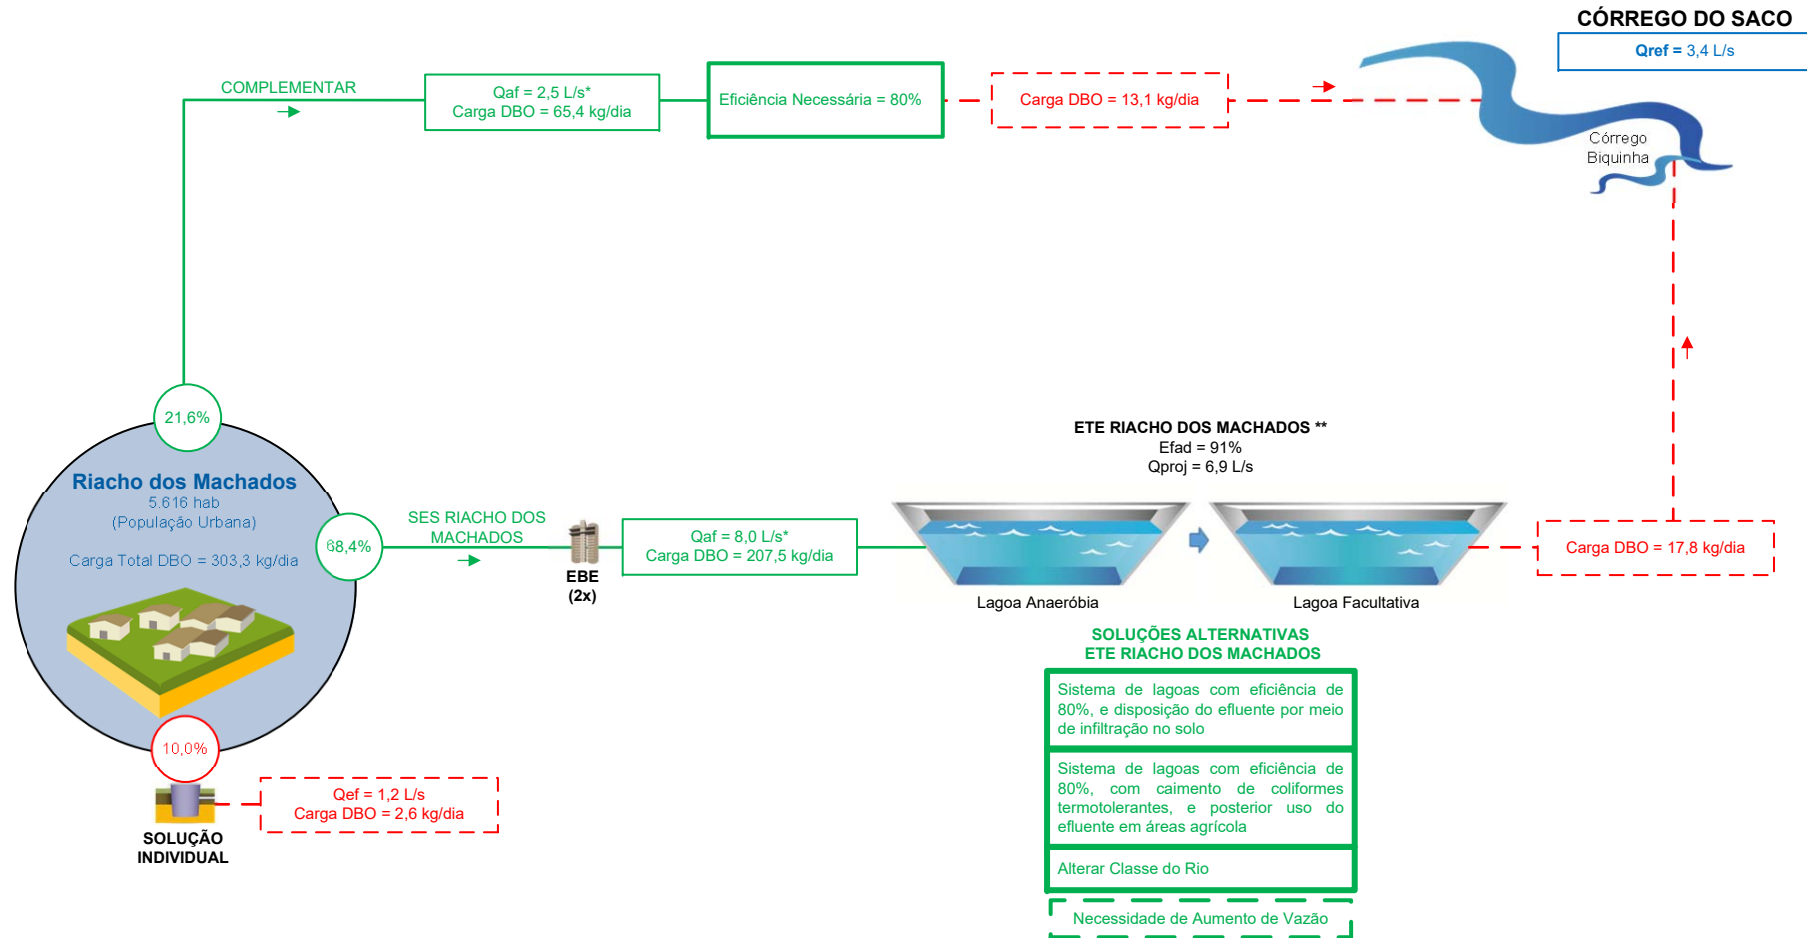 CÓRREGO DO SACO
Qref = 3,4 L/s
COMPLEMENTAR
Qaf = 2,5 L/s*
Carga DBO = 65,4 kg/dia
Eficiência Necessária = 80%
Carga DBO = 13,1 kg/dia
Córrego
Biquinha
21,6%
Riacho dos Machados
5.616 hab
(População Urbana)
Carga Total DBO = 303,3 kg/dia
68,4%
SES RIACHO DOS
MACHADOS
EBE
(2x)
Qaf = 8,0 L/s*
Carga DBO = 207,5 kg/dia
ETE RIACHO DOS MACHADOS **
Efad = 91%
Qproj = 6,9 L/s
Lagoa Anaeróbia
Lagoa Facultativa
Carga DBO = 17,8 kg/dia
10,0%
SOLUÇÃO
INDIVIDUAL
Qef = 1,2 L/s
Carga DBO = 2,6 kg/dia
SOLUÇÕES ALTERNATIVAS
ETE RIACHO DOS MACHADOS
Sistema de lagoas com eficiência de
80%, e disposição do efluente por meio
de infiltração no solo
Sistema de lagoas com eficiência de
80%, com caimento de coliformes
termotolerantes, e posterior uso do
efluente em áreas agrícola
Alterar Classe do Rio
Necessidade de Aumento de Vazão